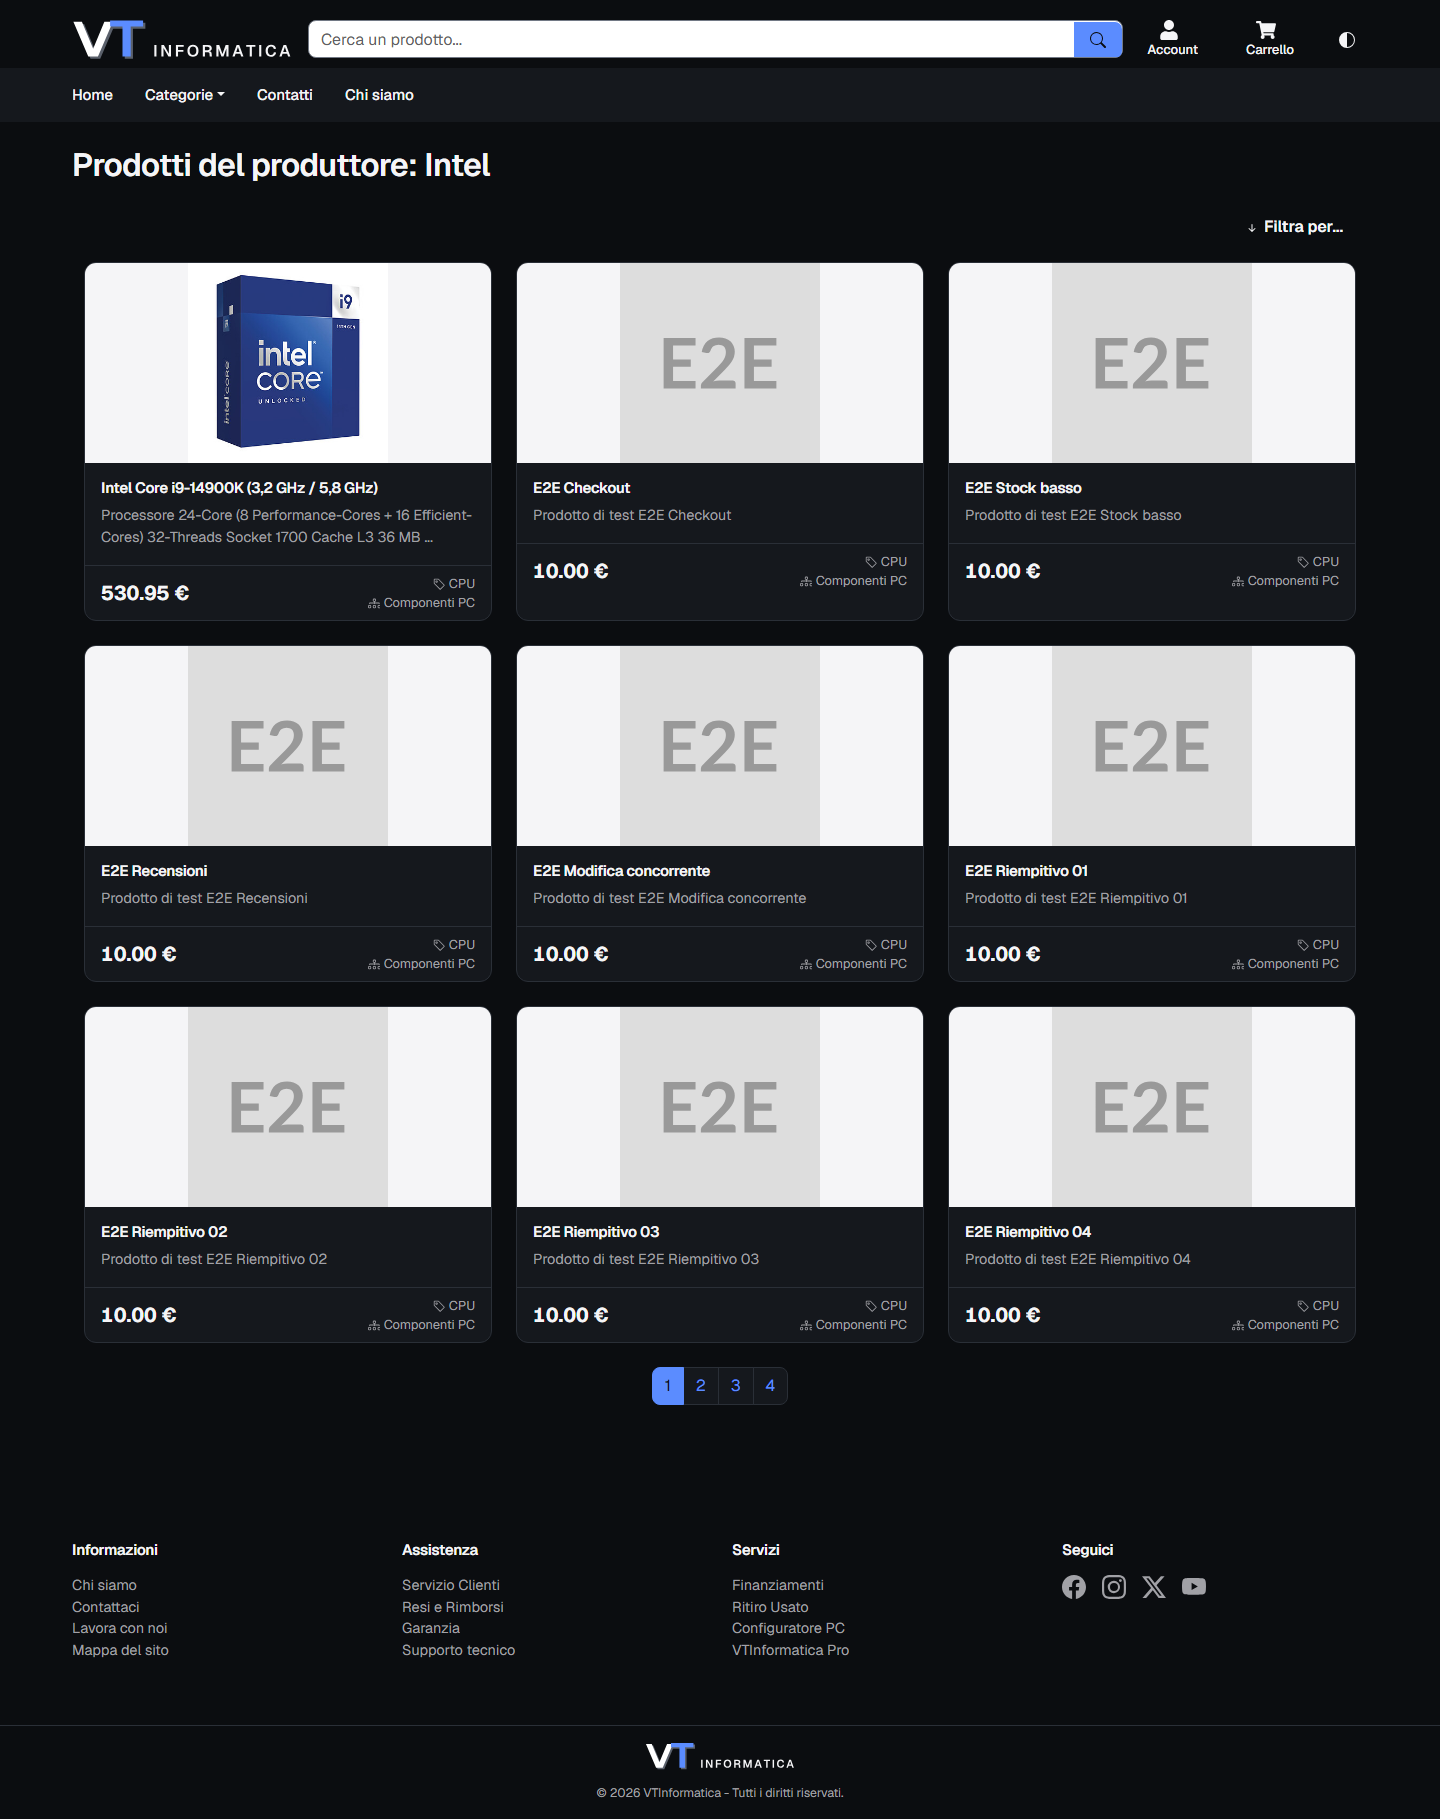 VT INFORMATICA
Cerca un prodotto...
Account
Carrello
Home
Categorie
Contatti
Chi siamo
Prodotti del produttore: Intel
Filtra per...
i9
intel
CORE
UNLOCKED
intel CORE
E2E
E2E
Intel Core i9-14900K (3,2 GHz / 5,8 GHz)
Processore 24-Core (8 Performance-Cores + 16 Efficient-
Cores) 32-Threads Socket 1700 Cache L3 36 MB ...
530.95 €
CPU
Componenti PC
E2E Checkout
Prodotto di test E2E Checkout
10.00 €
CPU
Componenti PC
E2E Stock basso
Prodotto di test E2E Stock basso
10.00 €
CPU
Componenti PC
E2E
E2E
E2E
E2E Recensioni
Prodotto di test E2E Recensioni
10.00 €
CPU
Componenti PC
E2E Modifica concorrente
Prodotto di test E2E Modifica concorrente
10.00 €
CPU
Componenti PC
E2E Riempitivo 01
Prodotto di test E2E Riempitivo 01
10.00 €
CPU
Componenti PC
E2E
E2E
E2E
E2E Riempitivo 02
Prodotto di test E2E Riempitivo 02
10.00 €
CPU
Componenti PC
E2E Riempitivo 03
Prodotto di test E2E Riempitivo 03
10.00 €
CPU
Componenti PC
E2E Riempitivo 04
Prodotto di test E2E Riempitivo 04
10.00 €
CPU
Componenti PC
1 2 3 4
Informazioni
Chi siamo
Contattaci
Lavora con noi
Mappa del sito
Assistenza
Servizio Clienti
Resi e Rimborsi
Garanzia
Supporto tecnico
Servizi
Finanziamenti
Ritiro Usato
Configuratore PC
VTInformatica Pro
Seguici
VT INFORMATICA
© 2026 VTInformatica - Tutti i diritti riservati.